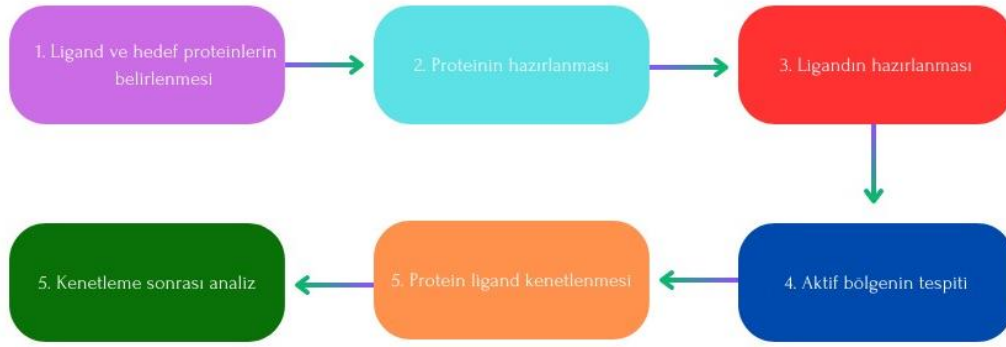 1. Ligand ve hedef proteinlerin
belirlenmesi
2. Proteinin hazırlanması
3. Ligandın hazırlanması
4. Aktif bölgenin tespiti
5. Protein ligand kenetlenmesi
5. Kenetleme sonrası analiz